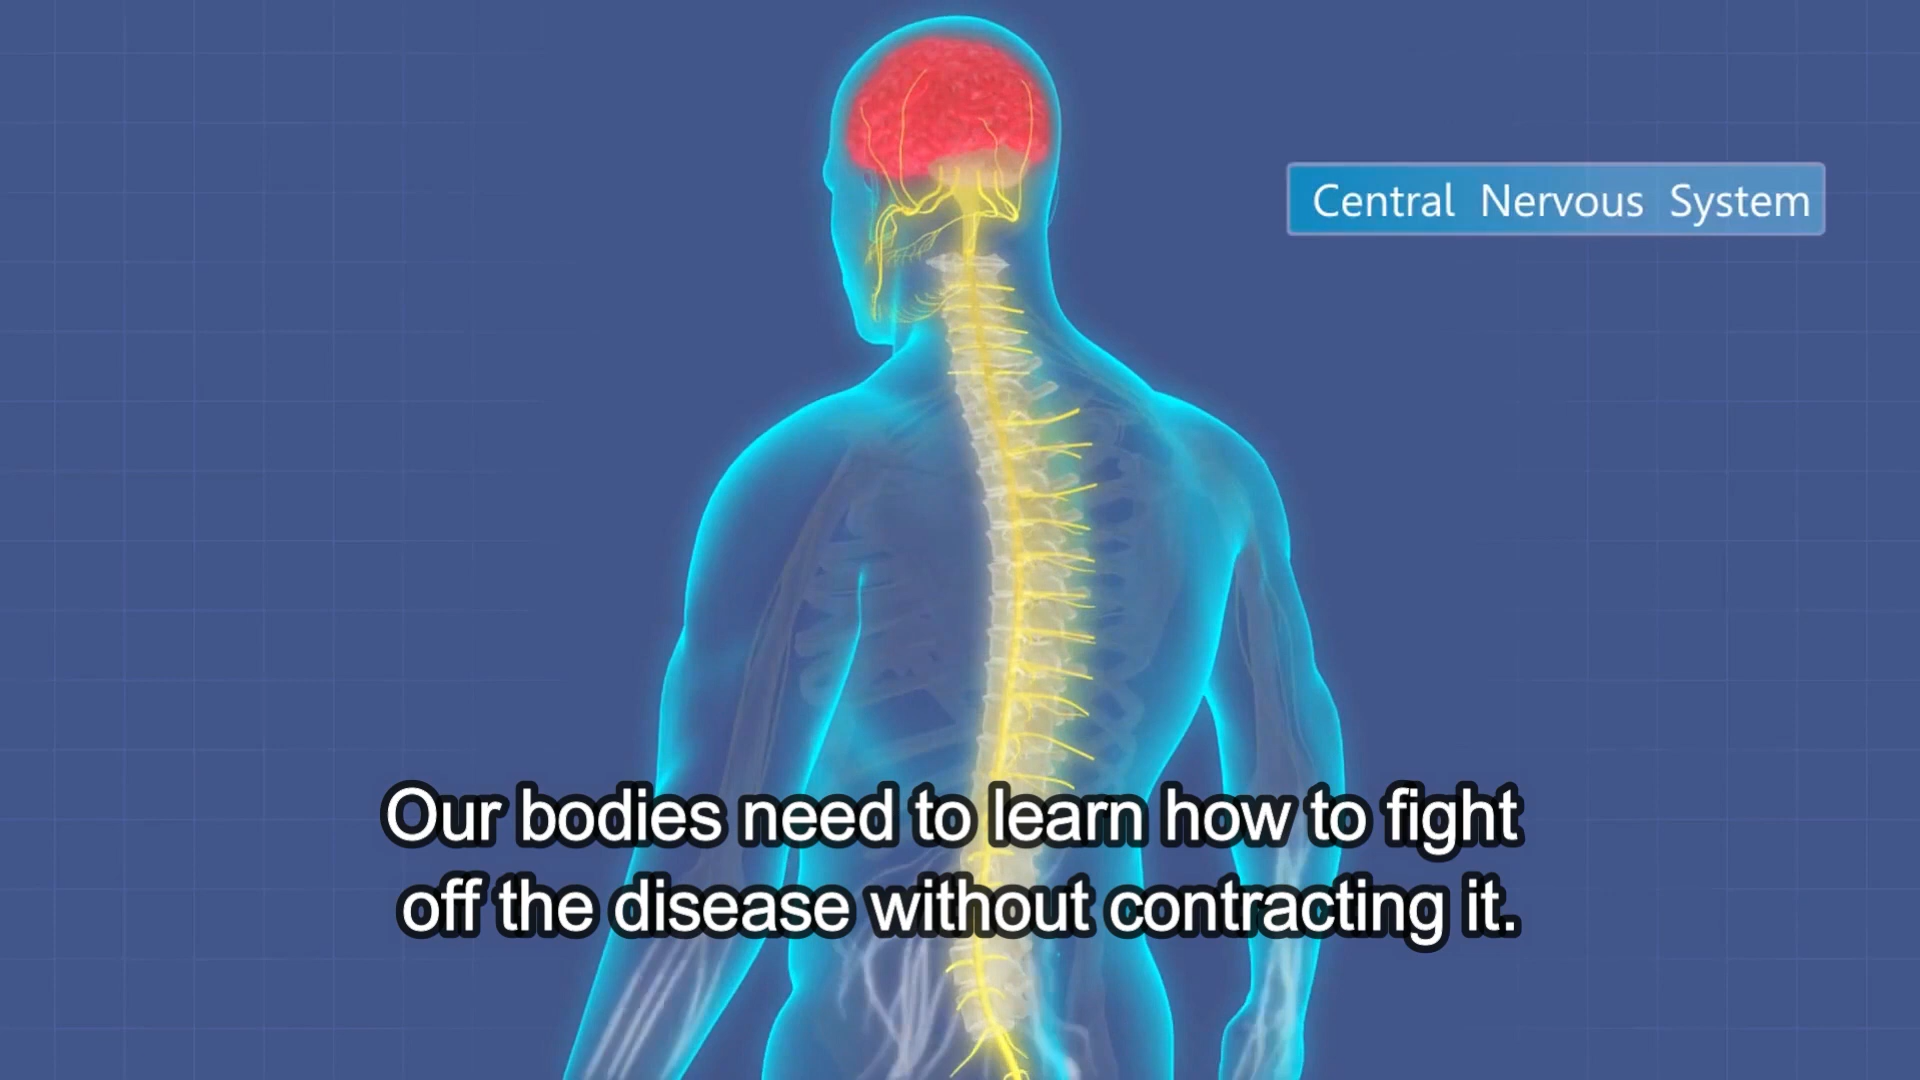 Central Nervous System
Our bodies need to learn how to fight
off the disease without contracting it.